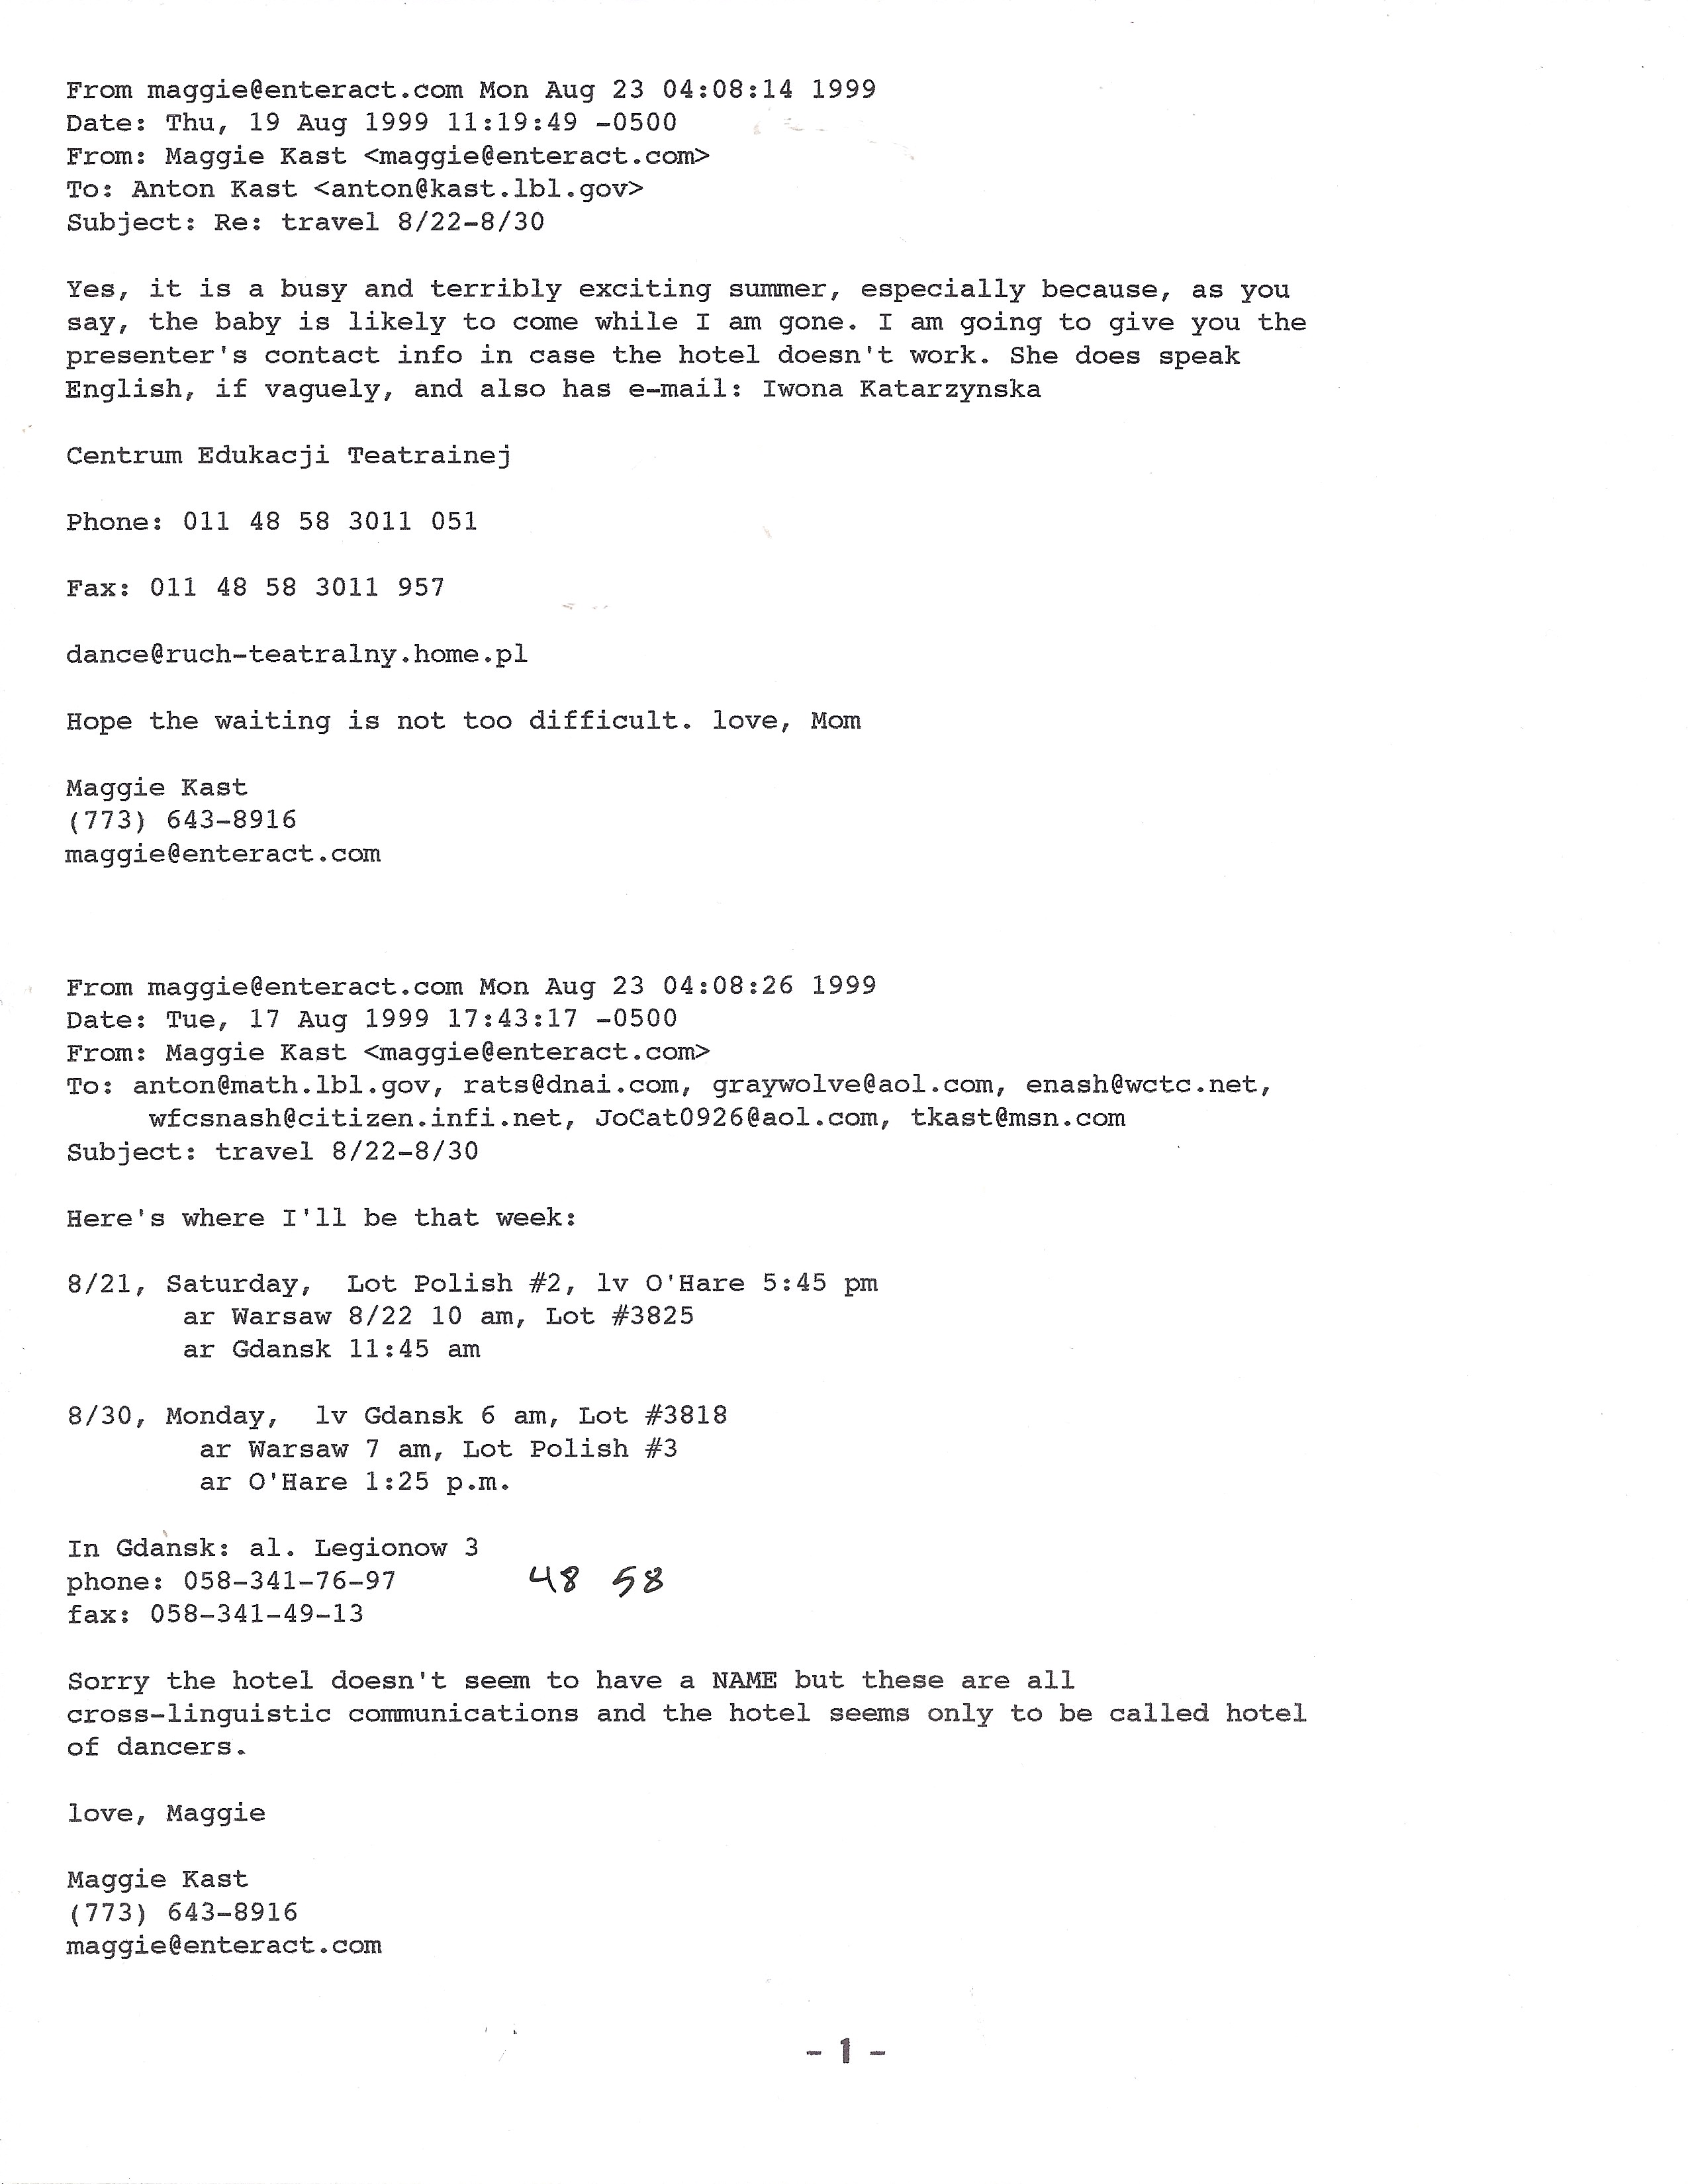 From maggie@enteract.com Mon Aug 23 04:08:14 1999
Date: Thu, 19 Aug 1999 11:19:49 -0500
From: Maggie Kast <maggie@enteract.com>
To: Anton Kast <anton@kast.lbl.gov>
Subject: Re: travel 8/22-8/30
Yes, it is a busy and terribly exciting summer, especially because, as you
say, the baby is likely to come while I am gone. I am going to give you the
presenter's contact info in case the hotel doesn't work. She does speak
English, if vaguely, and also has e-mail: Iwona Katarzynska
Centrum Edukacji Teatrainej
Phone: 011 48 58 3011 051
Fax: 011 48 58 3011 957
dance@ruch-teatralny.home.pl
Hope the waiting is not too difficult. love, Mom
Maggie Kast
(773) 643-8916
maggie@enteract.com
From maggie@enteract.com Mon Aug 23 04:08:26 1999
Date: Tue, 17 Aug 1999 17:43:17 -0500
From: Maggie Kast <maggie@enteract.com>
To: anton@math.lbl.gov, rats@dnai.com, graywolve@aol.com, enash@wctc.net,
wfcsnash@citizen.infi.net, JoCat0926@aol.com, tkast@msn.com
Subject: travel 8/22-8/30
Here's where I'll be that week:
8/21, Saturday, Lot Polish #2, lv O'Hare 5:45 pm
ar Warsaw 8/22 10 am, Lot #3825
ar Gdansk 11:45 am
8/30, Monday, lv Gdansk 6 am, Lot #3818
ar Warsaw 7 am, Lot Polish #3
ar O'Hare 1:25 p.m.
In Gdansk: al. Legionow 3
phone: 058-341-76-97 48 58
fax: 058-341-49-13
Sorry the hotel doesn't seem to have a NAME but these are all
cross-linguistic communications and the hotel seems only to be called hotel
of dancers.
love, Maggie
Maggie Kast
(773) 643-8916
maggie@enteract.com
- 1 -